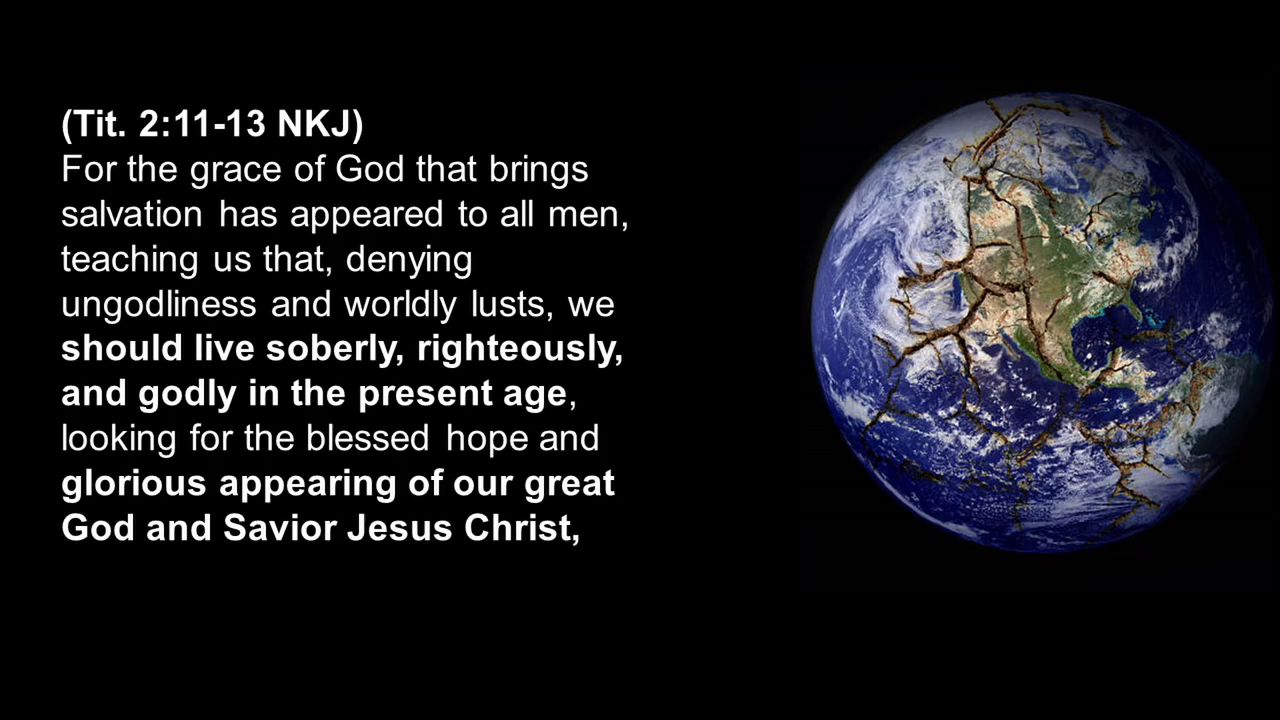 (Tit. 2:11-13 NKJ)
For the grace of God that brings
salvation has appeared to all men,
teaching us that, denying
ungodliness and worldly lusts, we
should live soberly, righteously,
and godly in the present age,
looking for the blessed hope and
glorious appearing of our great
God and Savior Jesus Christ,